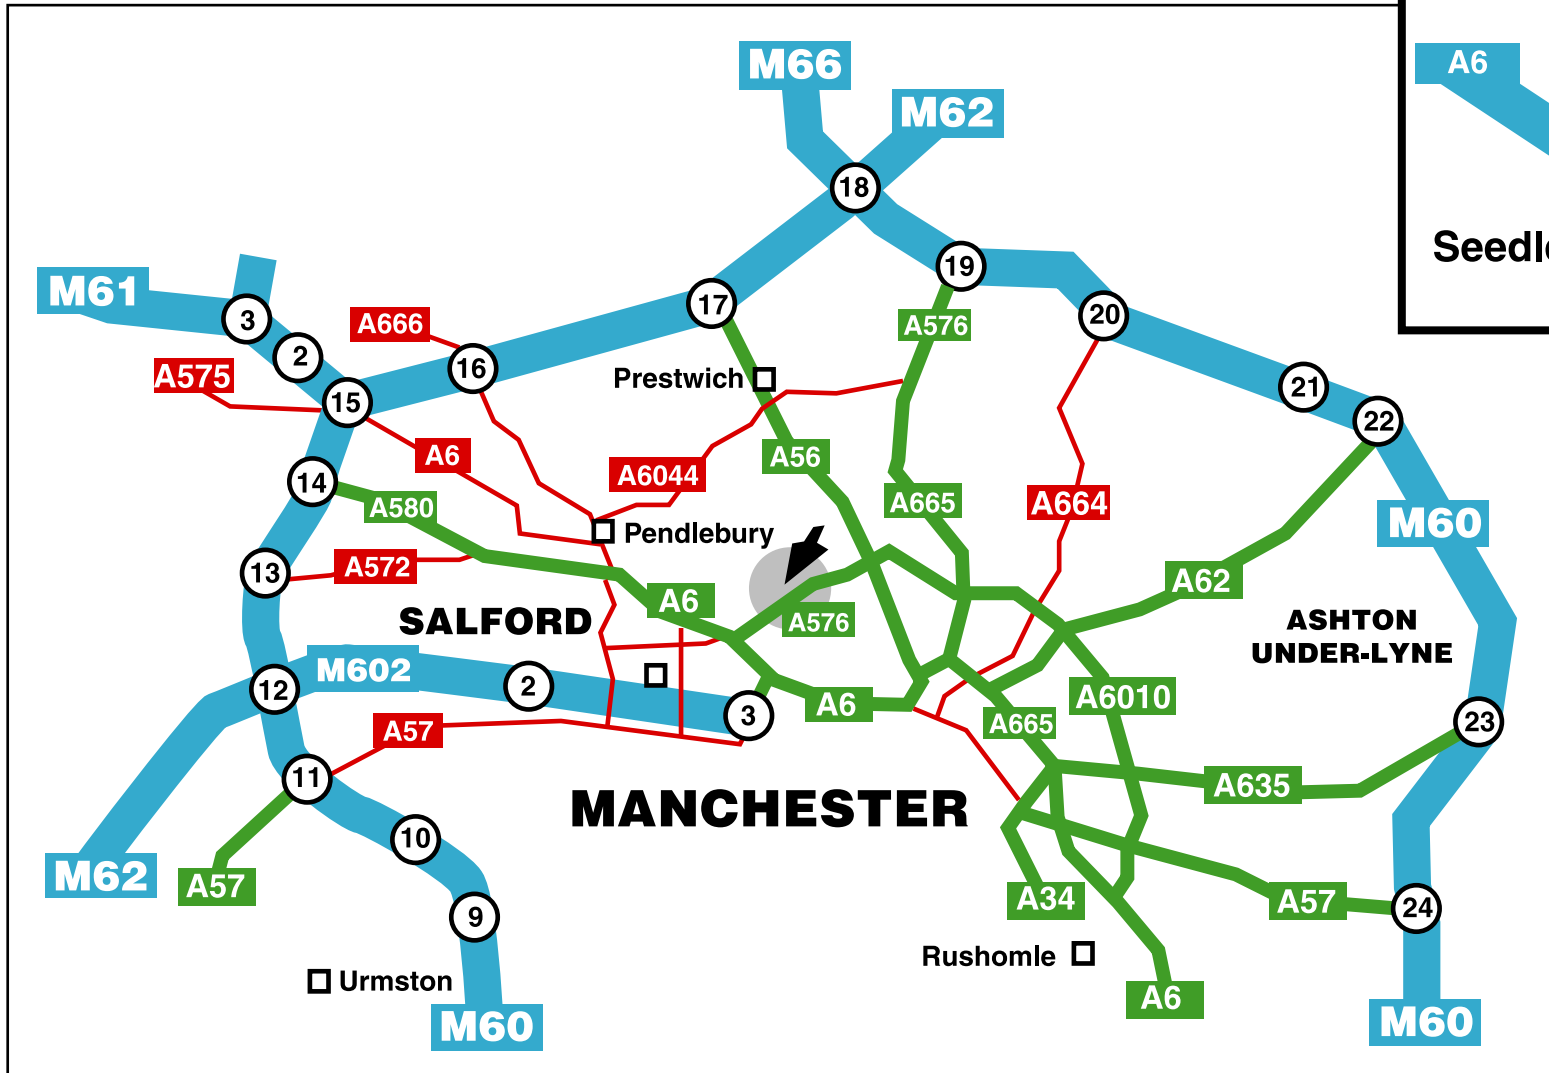 M66
A6
M62
18
Seedl
19
M61
3
17
20
A666
A576
2
16
A575
Prestwich
21
15
22
A6
A56
A6044
14
A580
A665
A664
M60
Pendlebury
13
A572
A62
A6
A576
SALFORD
ASHTON
UNDER-LYNE
M602
12
2
A6010
A6
3
A665
23
A57
11
A635
MANCHESTER
10
M62
A57
A34
A57
24
9
Rushomle
Urmston
A6
M60
M60